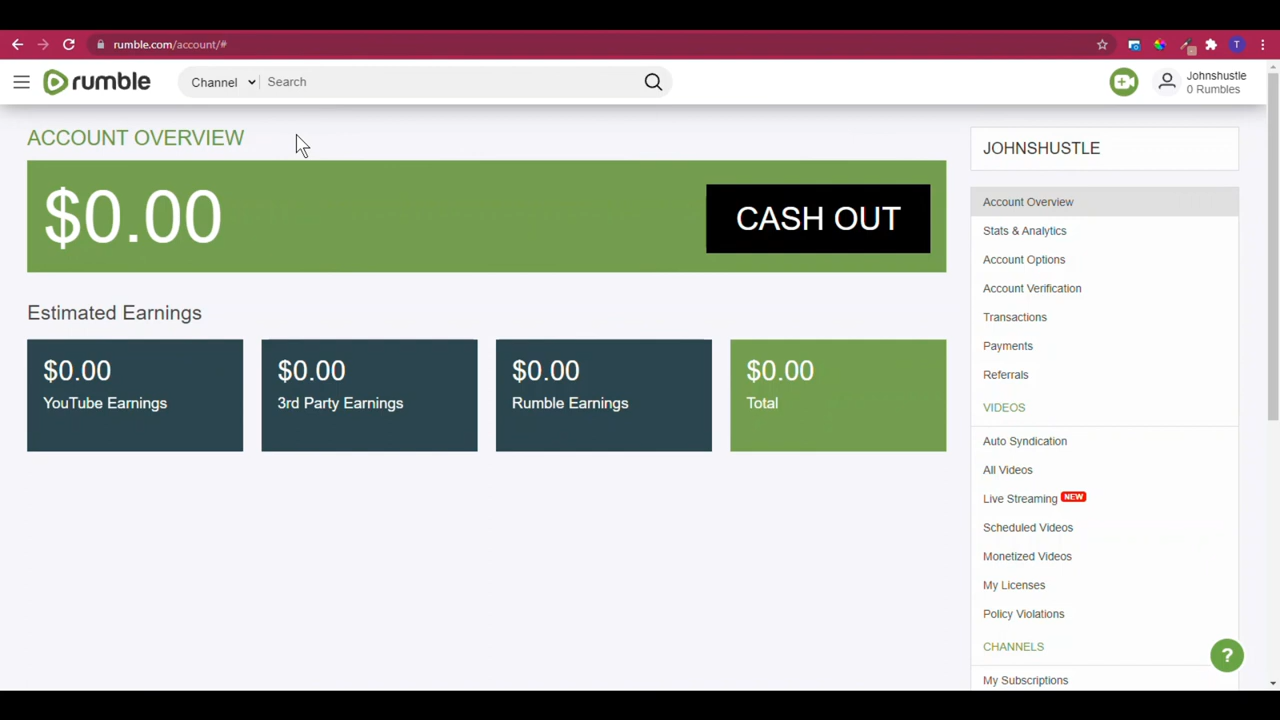 rumble.com/account/#
T
rumble
Channel
Search
Johnshustle
0 Rumbles
ACCOUNT OVERVIEW
$0.00
CASH OUT
Estimated Earnings
$0.00
YouTube Earnings
$0.00
3rd Party Earnings
$0.00
Rumble Earnings
$0.00
Total
JOHNSHUSTLE
Account Overview
Stats & Analytics
Account Options
Account Verification
Transactions
Payments
Referrals
VIDEOS
Auto Syndication
All Videos
Live Streaming NEW
Scheduled Videos
Monetized Videos
My Licenses
Policy Violations
CHANNELS
My Subscriptions
?